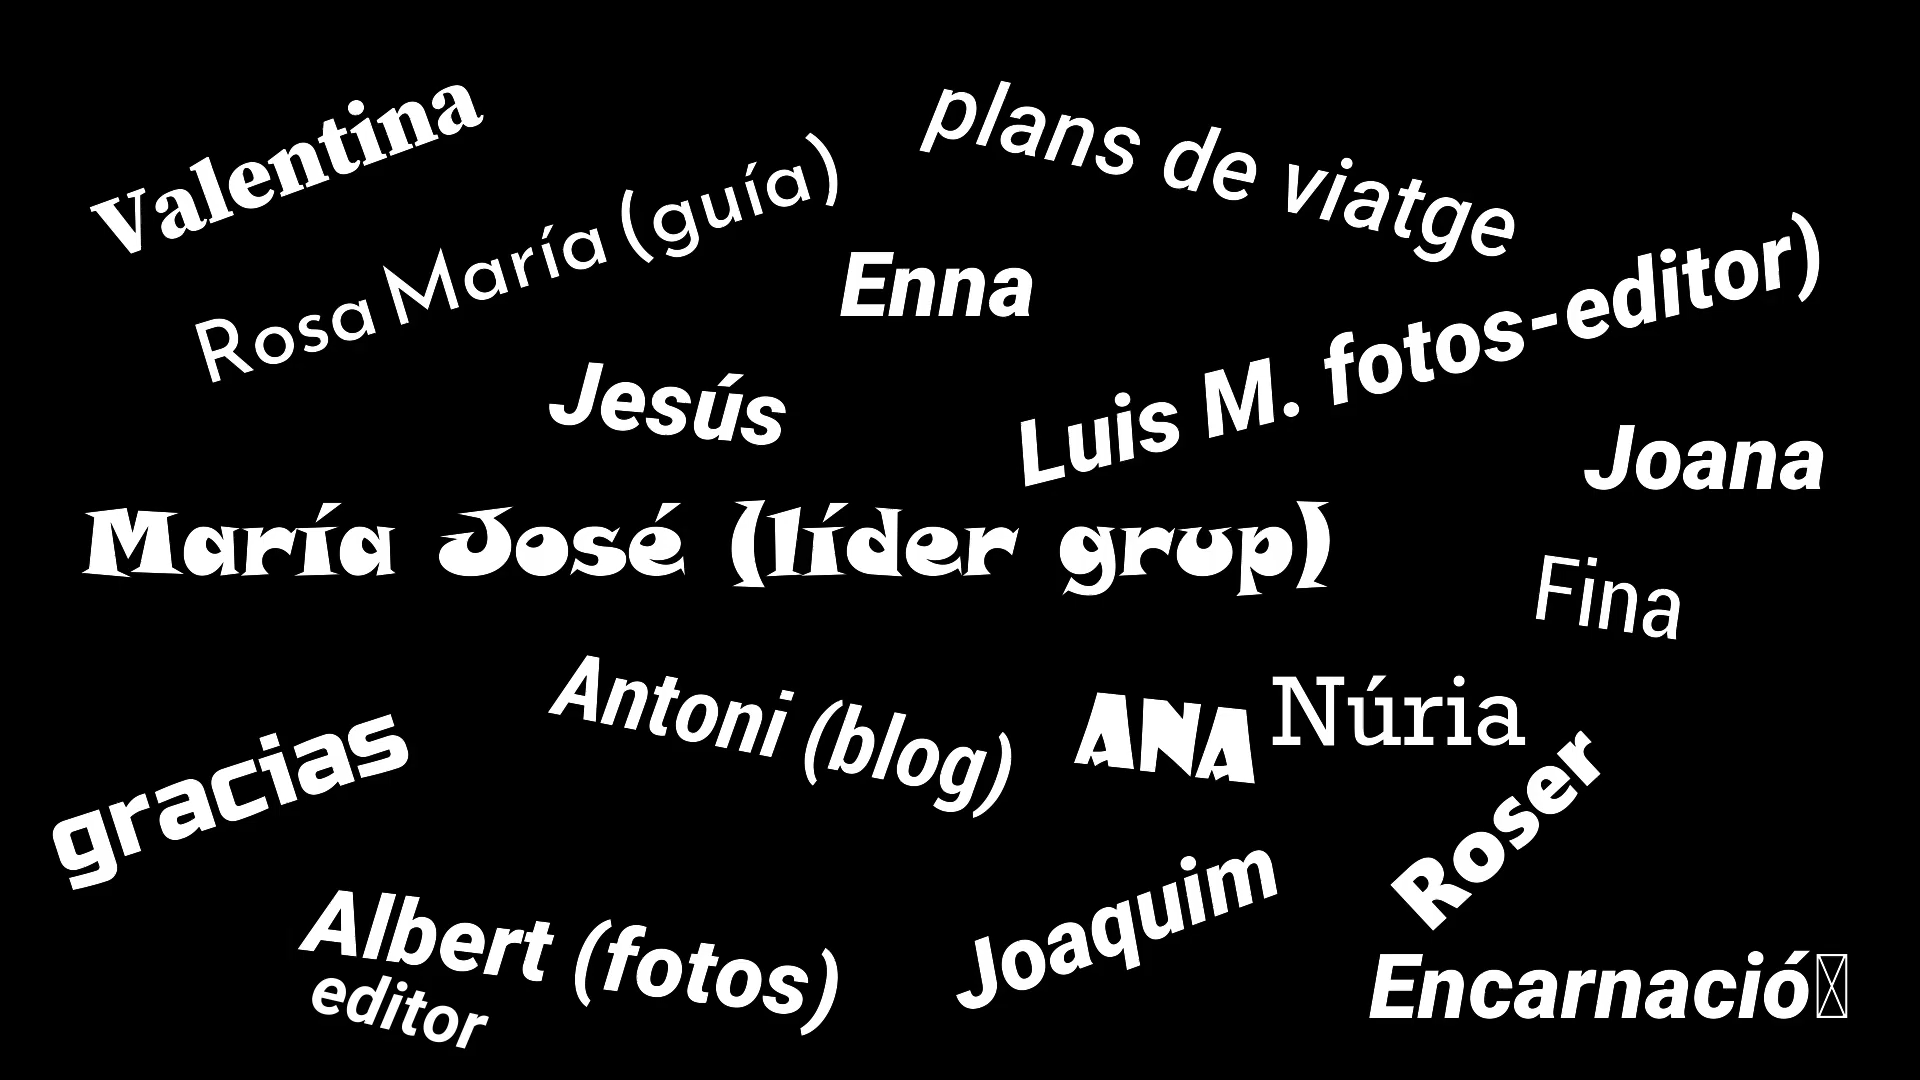 Valentina
plans de viatge
Rosa María (guía)
Enna
Luis M. fotos-editor)
Jesús
Joana
María José (líder grup)
Fina
Antoni (blog)
ANA
Núria
gracias
Roser
Albert (fotos)
editor
Joaquim
Encarnació